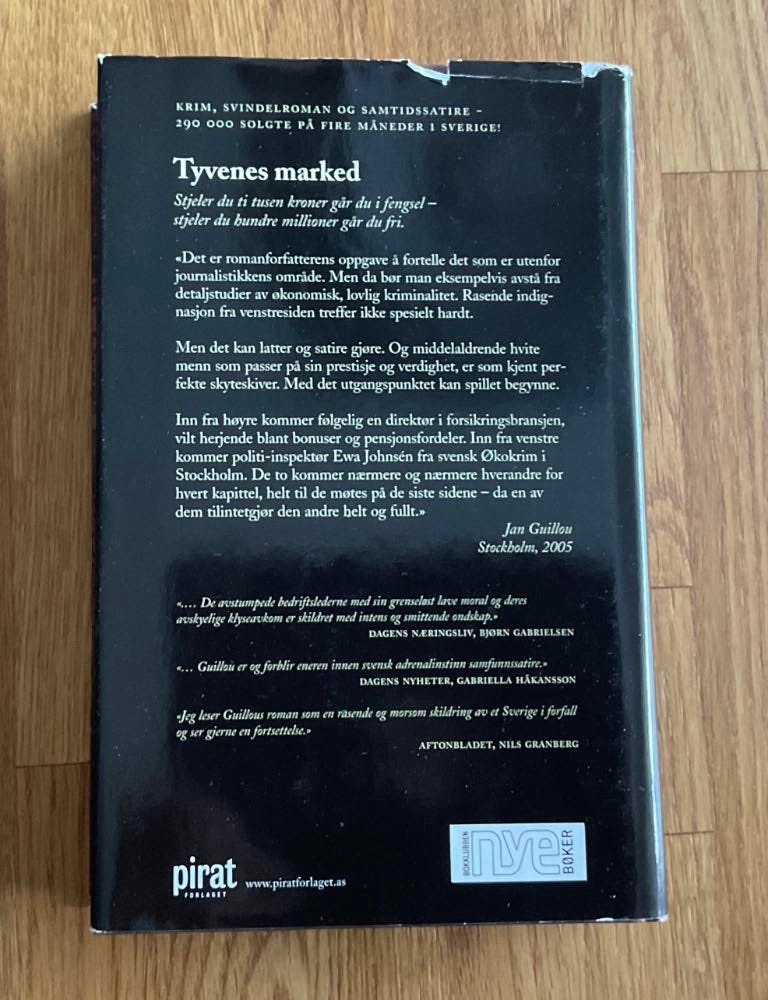 KRIM, SVINDELROMAN OG SAMTIDSSATIRE –
290 000 SOLGTE PÅ FIRE MÅNEDER I SVERIGE!
Tyvenes marked
Stjeler du ti tusen kroner går du i fengsel –
stjeler du hundre millioner går du fri.
«Det er romanforfatterens oppgave å fortelle det som er utenfor
journalistikkens område. Men da bør man eksempelvis avstå fra
detaljstudier av økonomisk, lovlig kriminalitet. Rasende indig-
nasjon fra venstresiden treffer ikke spesielt hardt.
Men det kan latter og satire gjøre. Og middelaldrende hvite
menn som passer på sin prestisje og verdighet, er som kjent per-
fekte skyteskiver. Med det utgangspunktet kan spillet begynne.
Inn fra høyre kommer følgelig en direktør i forsikringsbransjen,
vilt herjende blant bonuser og pensjonsfordeler. Inn fra venstre
kommer politi-inspektør Ewa Johnsén fra svensk Økokrim i
Stockholm. De to kommer nærmere og nærmere hverandre for
hvert kapittel, helt til de møtes på de siste sidene – da en av
dem tilintetgjør den andre helt og fullt.»
Jan Guillou
Stockholm, 2005
«.... De avstumpede bedriftslederne med sin grenseløst lave moral og deres
avskyelige klyseavkom er skildret med intens og smittende ondskap.»
DAGENS NÆRINGSLIV, BJØRN GABRIELSEN
«... Guillou er og forblir eneren innen svensk adrenalinstinn samfunnssatire.»
DAGENS NYHETER, GABRIELLA HÅKANSSON
«Jeg leser Guillous roman som en rasende og morsom skildring av et Sverige i forfall
og ser gjerne en fortsettelse.»
AFTONBLADET, NILS GRANBERG
pirat
FORLAGET
www.piratforlaget.as
BOKKLUBBEN
nye
BØKER